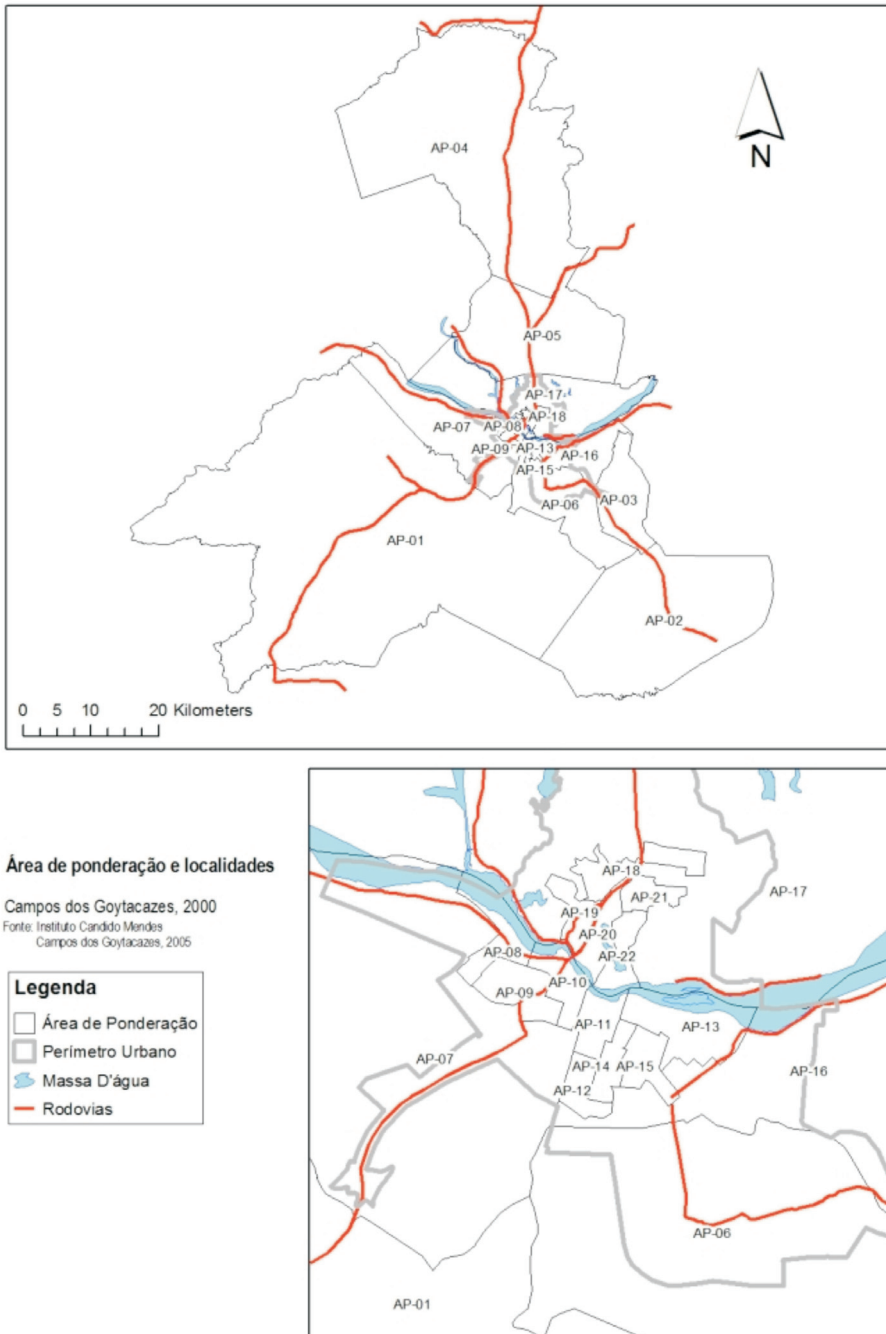 AP-04
N
AP-05
AP-17
AP-18
AP-07
AP-08
AP-13
AP-09
AP-16
AP-15
AP-03
AP-06
AP-01
AP-02
0 5 10 20 Kilometers
Área de ponderação e localidades
Campos dos Goytacazes, 2000
Fonte: Instituto Candido Mendes
Campos dos Goytacazes, 2005
Legenda
Área de Ponderação
Perímetro Urbano
Massa D'água
Rodovias
AP-18
AP-17
AP-21
AP-19
AP-20
AP-22
AP-08
AP-10
AP-09
AP-11
AP-13
AP-07
AP-14
AP-15
AP-16
AP-12
AP-06
AP-01